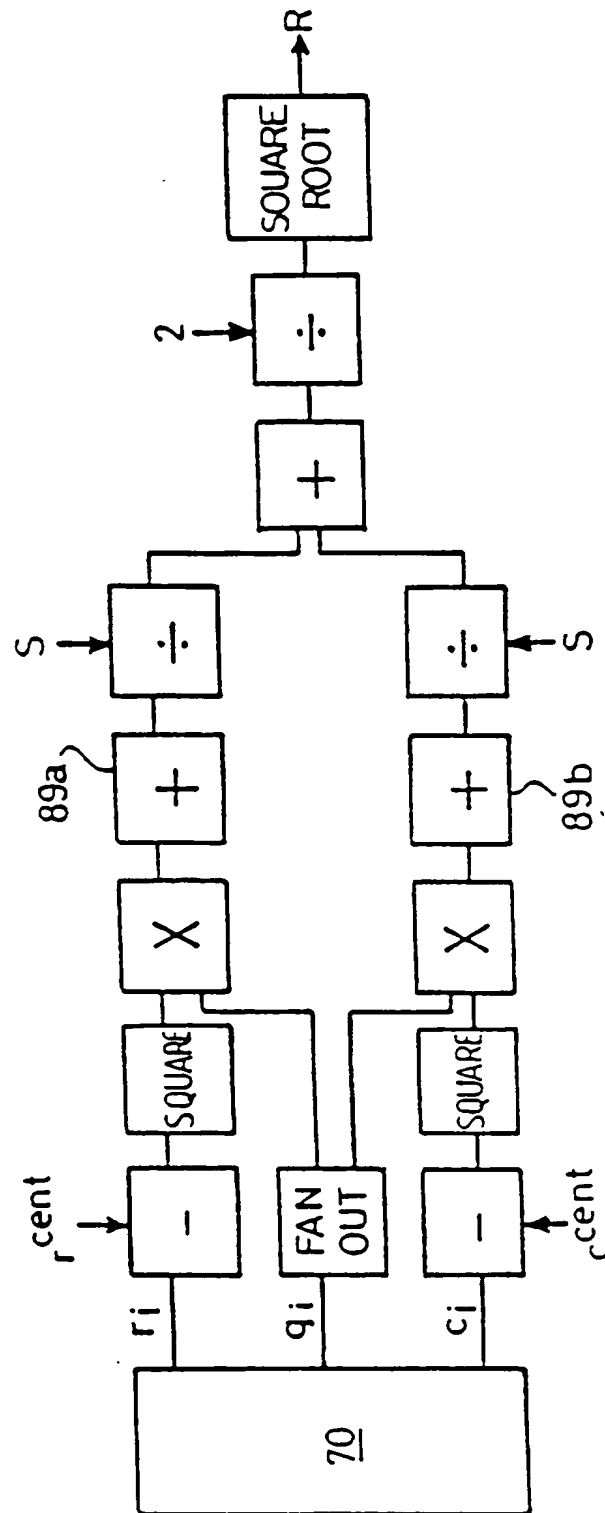 70
rᵢ
qᵢ
cᵢ
r cent
−
FAN
OUT
−
c cent
SQUARE
SQUARE
X
X
89a
+
+
89b
S
÷
÷
S
+
2
÷
SQUARE
ROOT
R